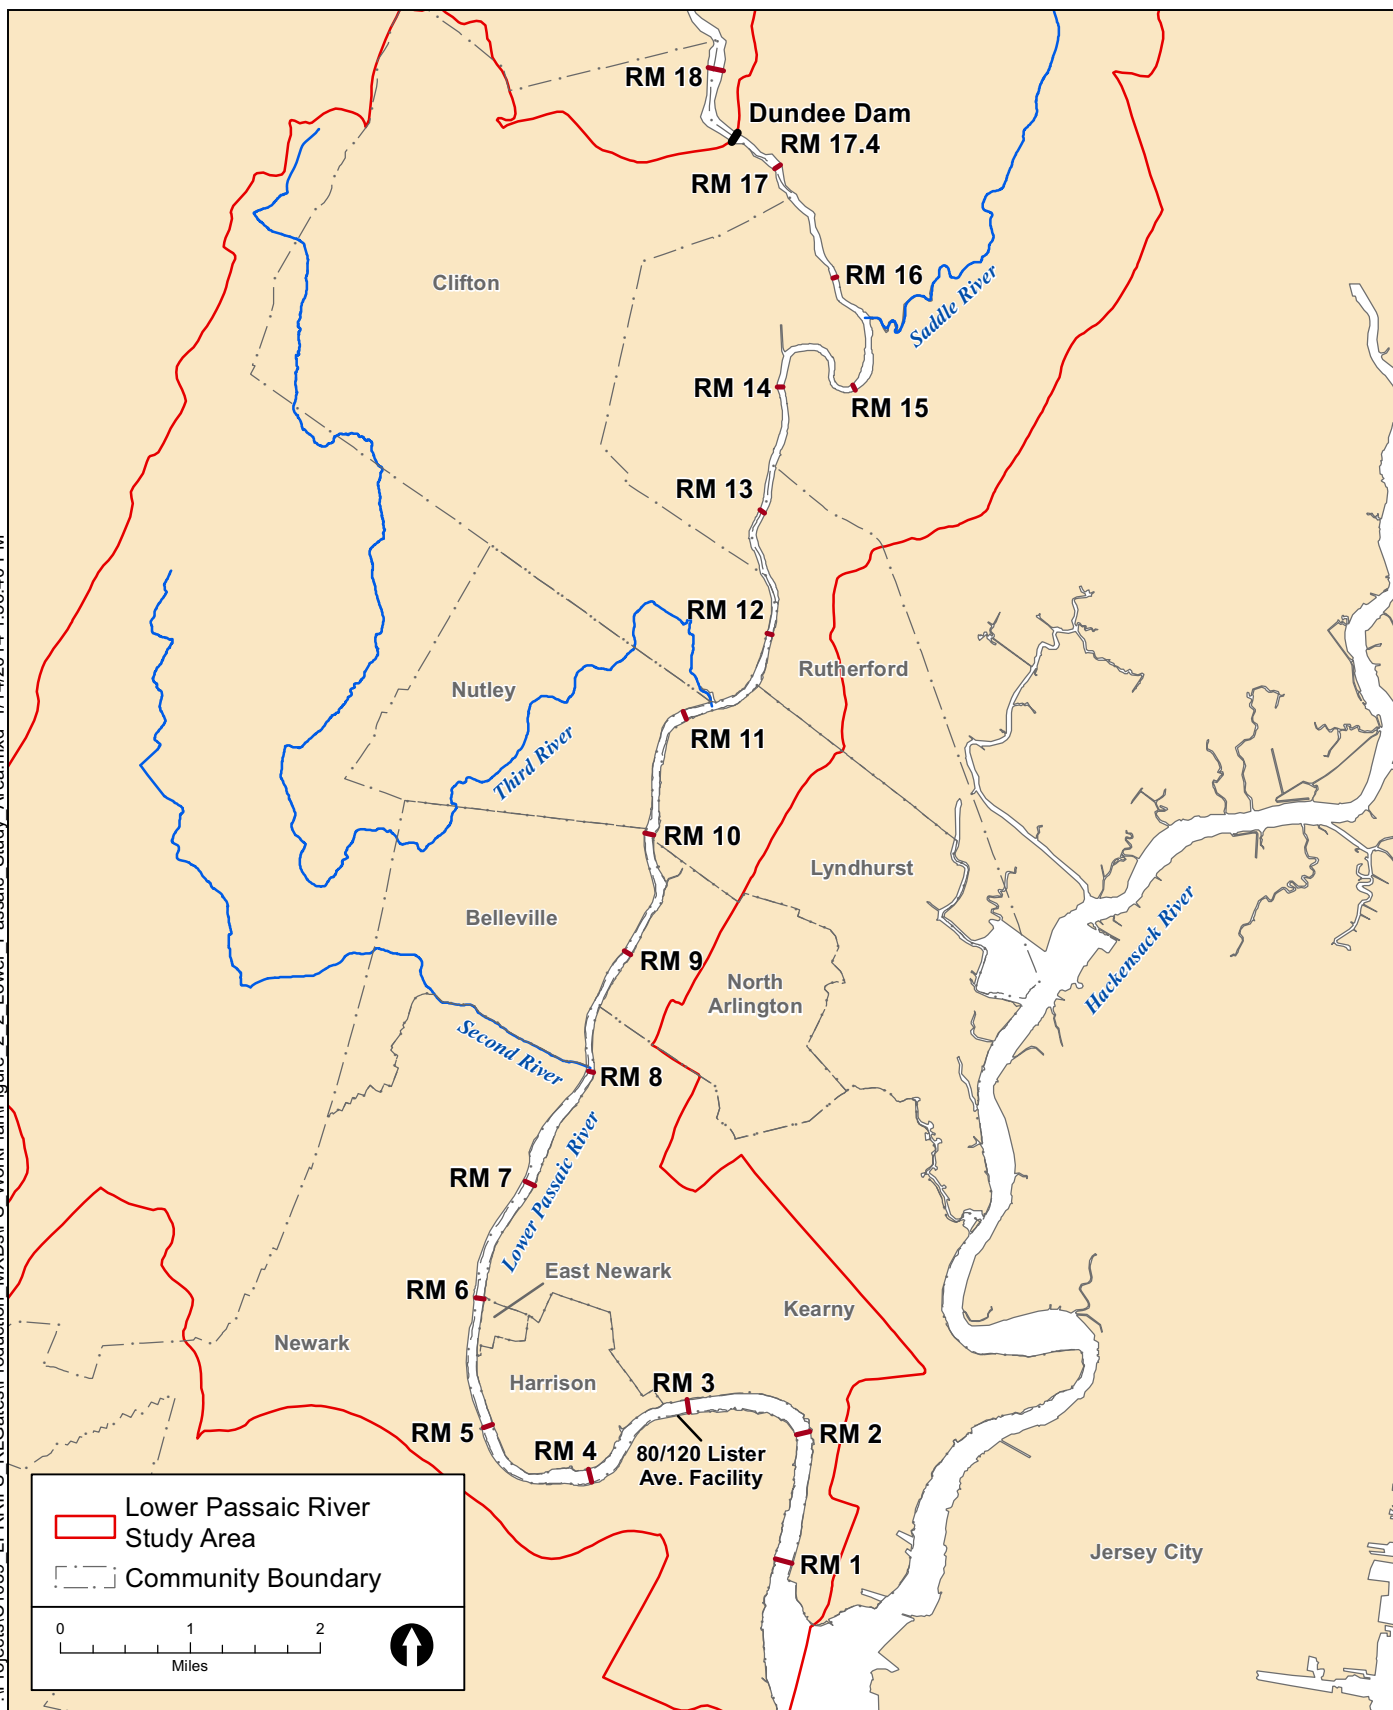 RM 18
Dundee Dam
RM 17.4
RM 17
RM 16
Clifton
Saddle River
RM 14
RM 15
RM 13
RM 12
Rutherford
Nutley
RM 11
Third River
RM 10
Lyndhurst
Belleville
Hackensack River
RM 9
North
Arlington
Second River
RM 8
Lower Passaic River
RM 7
East Newark
RM 6
Kearny
Newark
Harrison
RM 3
RM 5
RM 2
RM 4
80/120 Lister
Ave. Facility
Jersey City
RM 1
Lower Passaic River
Study Area
Community Boundary
0 1 2
Miles